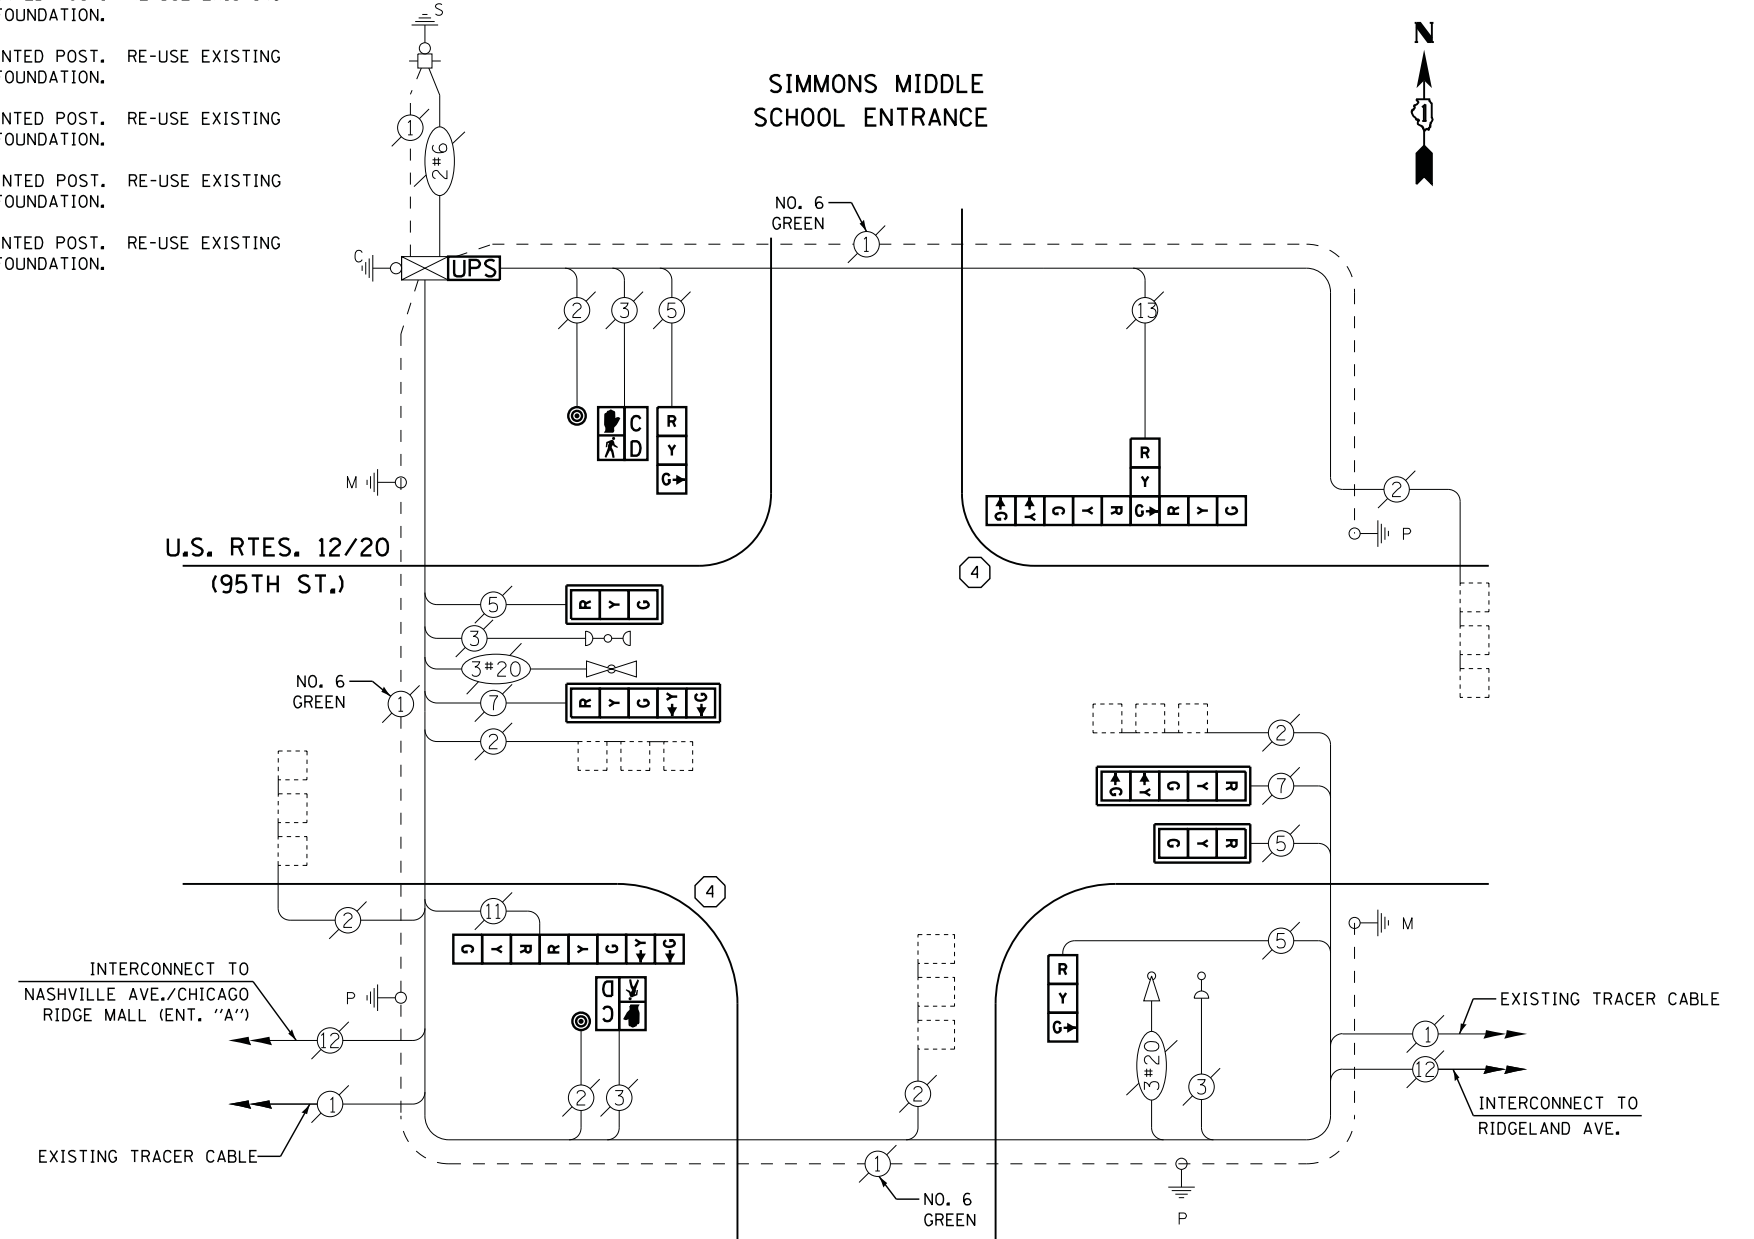 FOUNDATION.
NTED POST. RE-USE EXISTING
FOUNDATION.
NTED POST. RE-USE EXISTING
FOUNDATION.
NTED POST. RE-USE EXISTING
FOUNDATION.
NTED POST. RE-USE EXISTING
FOUNDATION.
S
1
2#6
SIMMONS MIDDLE
SCHOOL ENTRANCE
N
1
NO. 6
GREEN
1
C
UPS
2
3
5
13
C
D
R
Y
G
R
Y
G Y G Y R G R Y G
M
2
P
U.S. RTES. 12/20
(95TH ST.)
4
5
R Y G
3
3#20
NO. 6
GREEN
1
7
R Y G Y G
2
2
G Y G Y R
7
G Y R
5
4
2
11
G Y R R Y G Y G
D
C
5
R
Y
G
M
INTERCONNECT TO
NASHVILLE AVE./CHICAGO
RIDGE MALL (ENT. "A")
P
12
1
EXISTING TRACER CABLE
2
3
2
3#20
3
EXISTING TRACER CABLE
1
12
INTERCONNECT TO
RIDGELAND AVE.
1
NO. 6
GREEN
P